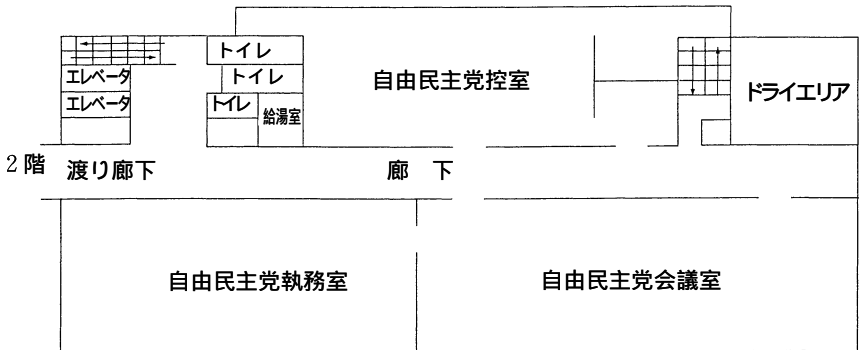 トイレ
エレベータ
トイレ
自由民主党控室
ドライエリア
エレベータ
トイレ
給湯室
2階
渡り廊下
廊下
自由民主党執務室
自由民主党会議室